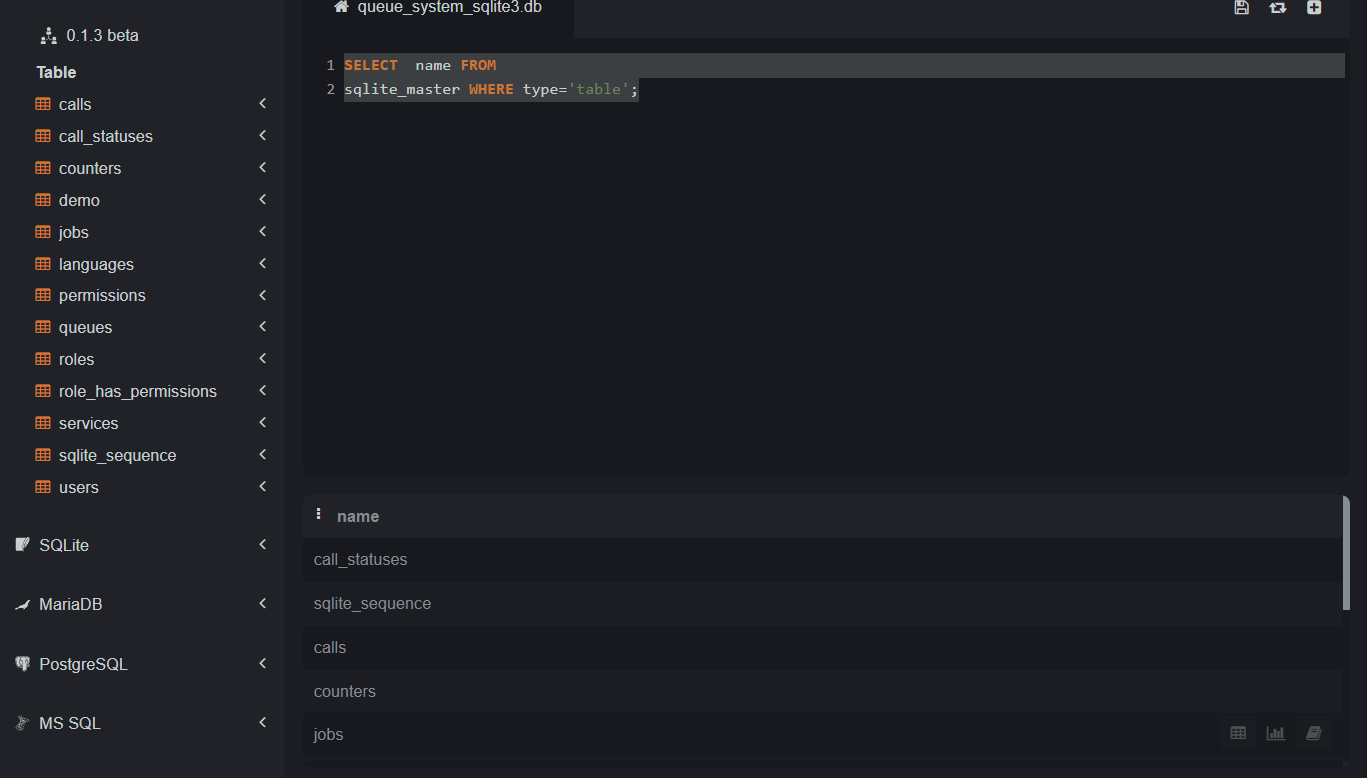 0.1.3 beta
Table
calls
call_statuses
counters
demo
jobs
languages
permissions
queues
roles
role_has_permissions
services
sqlite_sequence
users
SQLite
MariaDB
PostgreSQL
MS SQL
queue_system_sqlite3.db
1 SELECT  name FROM
2 sqlite_master WHERE type='table';
name
call_statuses
sqlite_sequence
calls
counters
jobs